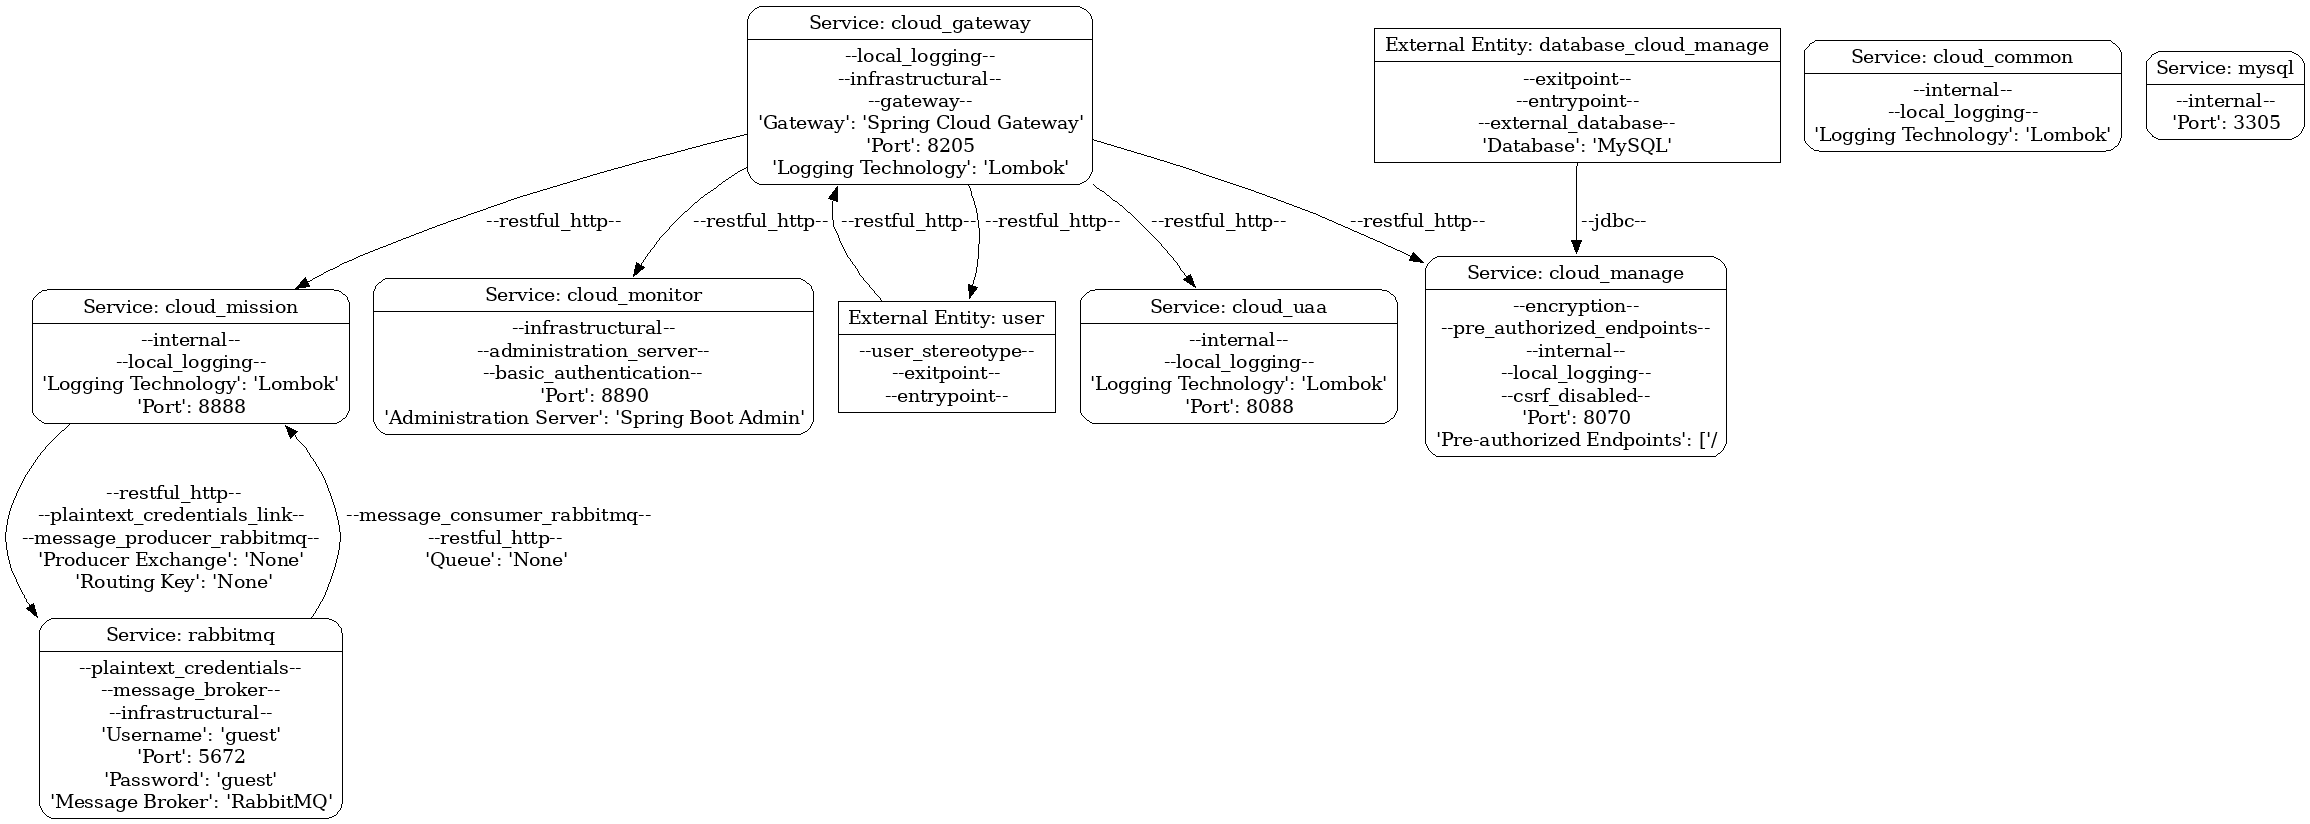 Service: cloud_gateway
--local_logging--
--infrastructural--
--gateway--
'Gateway': 'Spring Cloud Gateway'
'Port': 8205
'Logging Technology': 'Lombok'
External Entity: database_cloud_manage
--exitpoint--
--entrypoint--
--external_database--
'Database': 'MySQL'
Service: cloud_common
--internal--
--local_logging--
'Logging Technology': 'Lombok'
Service: mysql
--internal--
'Port': 3305
--restful_http--
--restful_http--
--restful_http--
--restful_http--
--restful_http--
--restful_http--
--jdbc--
Service: cloud_mission
--internal--
--local_logging--
'Logging Technology': 'Lombok'
'Port': 8888
Service: cloud_monitor
--infrastructural--
--administration_server--
--basic_authentication--
'Port': 8890
'Administration Server': 'Spring Boot Admin'
External Entity: user
--user_stereotype--
--exitpoint--
--entrypoint--
Service: cloud_uaa
--internal--
--local_logging--
'Logging Technology': 'Lombok'
'Port': 8088
Service: cloud_manage
--encryption--
--pre_authorized_endpoints--
--internal--
--local_logging--
--csrf_disabled--
'Port': 8070
'Pre-authorized Endpoints': ['/
--restful_http--
--plaintext_credentials_link--
--message_producer_rabbitmq--
'Producer Exchange': 'None'
'Routing Key': 'None'
--message_consumer_rabbitmq--
--restful_http--
'Queue': 'None'
Service: rabbitmq
--plaintext_credentials--
--message_broker--
--infrastructural--
'Username': 'guest'
'Port': 5672
'Password': 'guest'
'Message Broker': 'RabbitMQ'